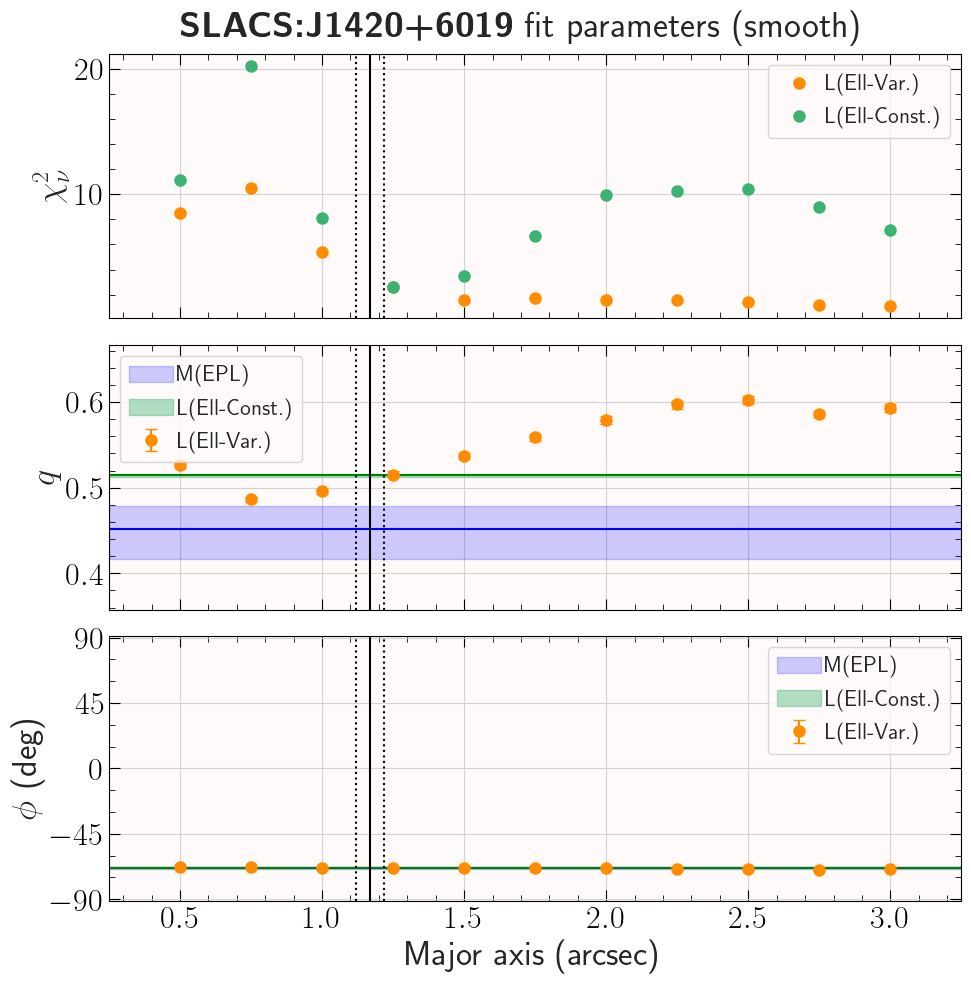 SLACS:J1420+6019 fit parameters (smooth)
20
10
χ²ᵥ
L(Ell-Var.)
L(Ell-Const.)
0.6
0.5
0.4
q
M(EPL)
L(Ell-Const.)
L(Ell-Var.)
90
45
0
−45
−90
ϕ (deg)
M(EPL)
L(Ell-Const.)
L(Ell-Var.)
0.5 1.0 1.5 2.0 2.5 3.0
Major axis (arcsec)